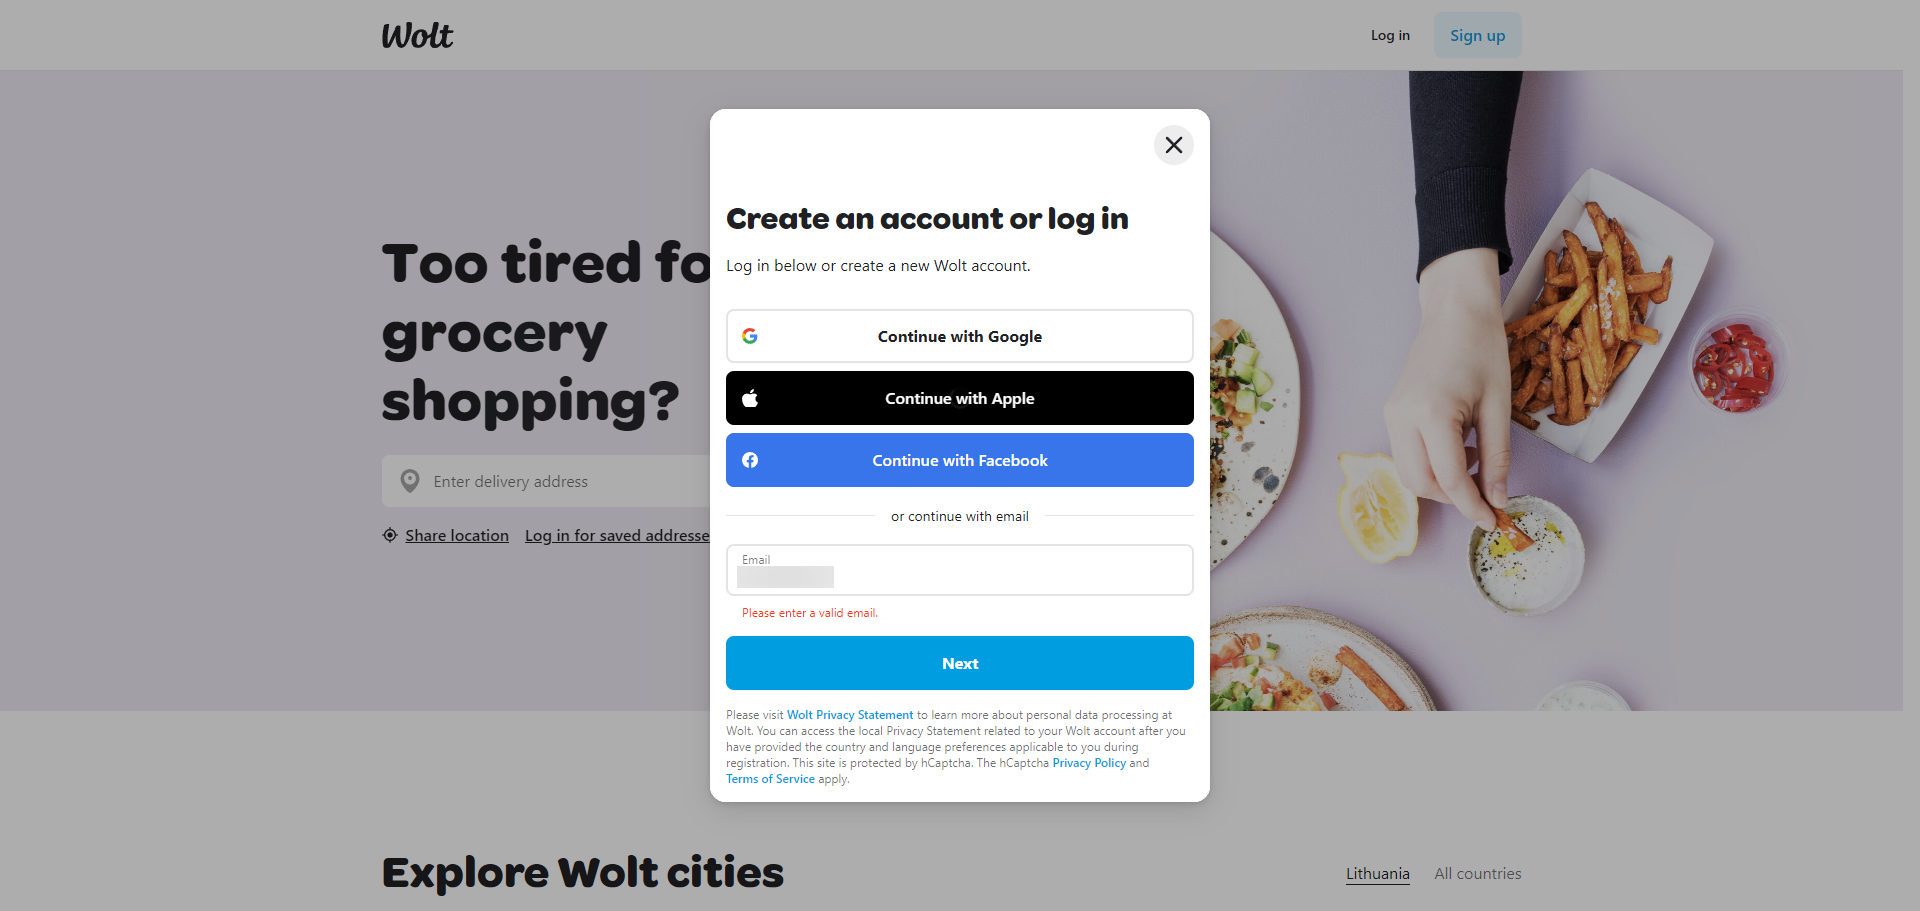 Wolt
Log in
Sign up
Too tired fo
grocery
shopping?
Enter delivery address
Share location
Log in for saved addresse
Create an account or log in
Log in below or create a new Wolt account.
Continue with Google
Continue with Apple
Continue with Facebook
or continue with email
Email
Please enter a valid email.
Next
Please visit Wolt Privacy Statement to learn more about personal data processing at
Wolt. You can access the local Privacy Statement related to your Wolt account after you
have provided the country and language preferences applicable to you during
registration. This site is protected by hCaptcha. The hCaptcha Privacy Policy and
Terms of Service apply.
Explore Wolt cities
Lithuania
All countries